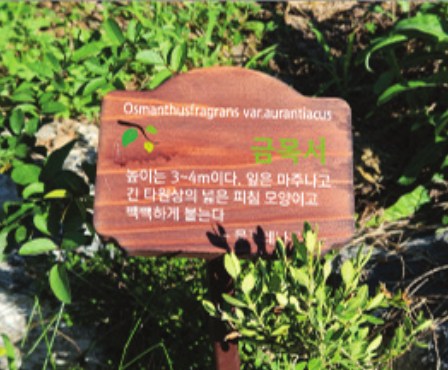 Osmanthusfragrans var.aurantiacus
금목서
높이는 3~4m이다. 잎은 마주나고
긴 타원상의 넓은 피침 모양이고
빽빽하게 붙는다